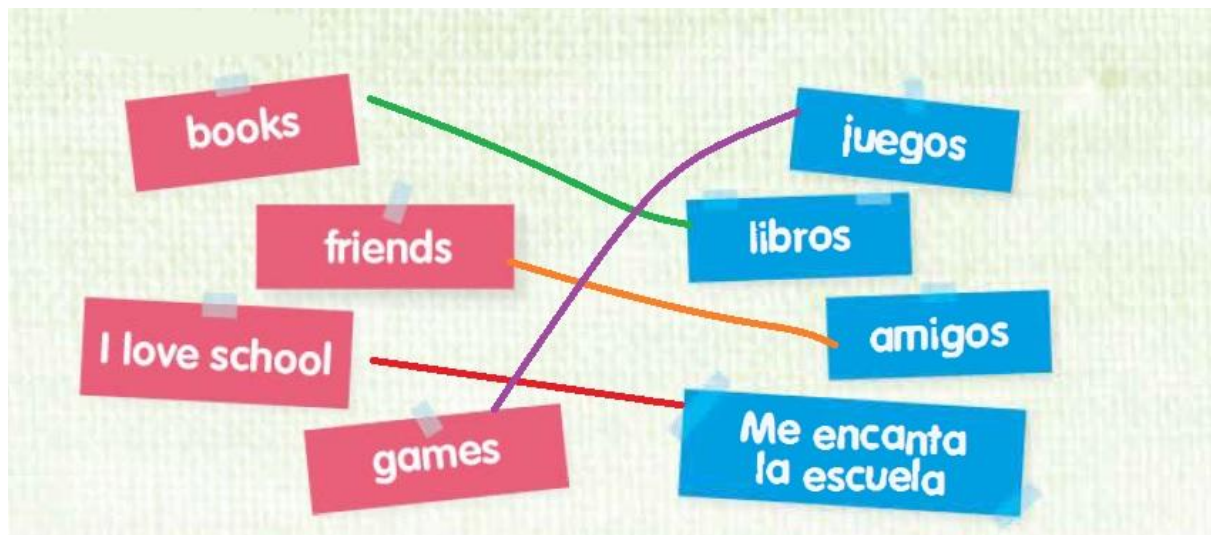 books
friends
I love school
games
juegos
libros
amigos
Me encanta
la escuela